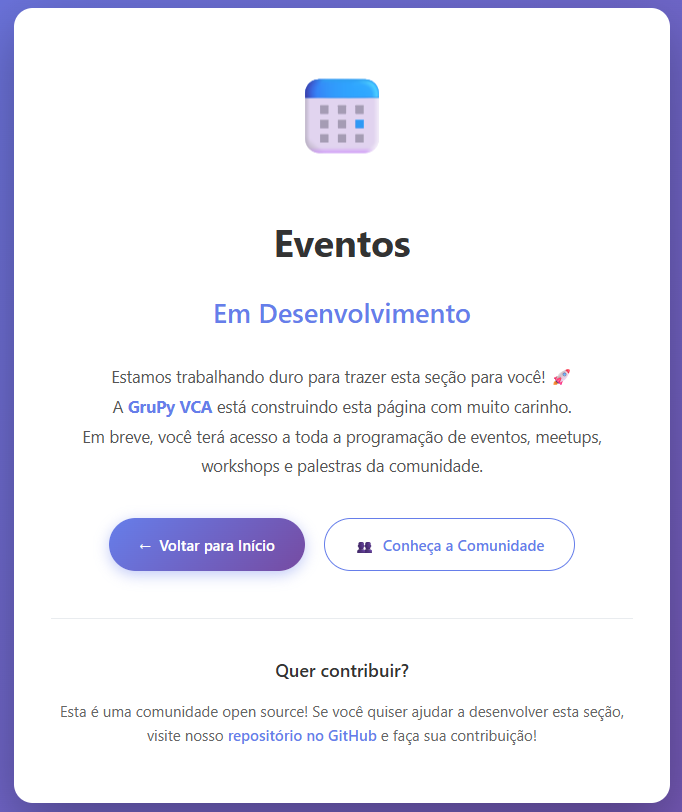 Eventos
Em Desenvolvimento
Estamos trabalhando duro para trazer esta seção para você! 🚀
A GruPy VCA está construindo esta página com muito carinho.
Em breve, você terá acesso a toda a programação de eventos, meetups,
workshops e palestras da comunidade.
← Voltar para Início
👥 Conheça a Comunidade
Quer contribuir?
Esta é uma comunidade open source! Se você quiser ajudar a desenvolver esta seção,
visite nosso repositório no GitHub e faça sua contribuição!